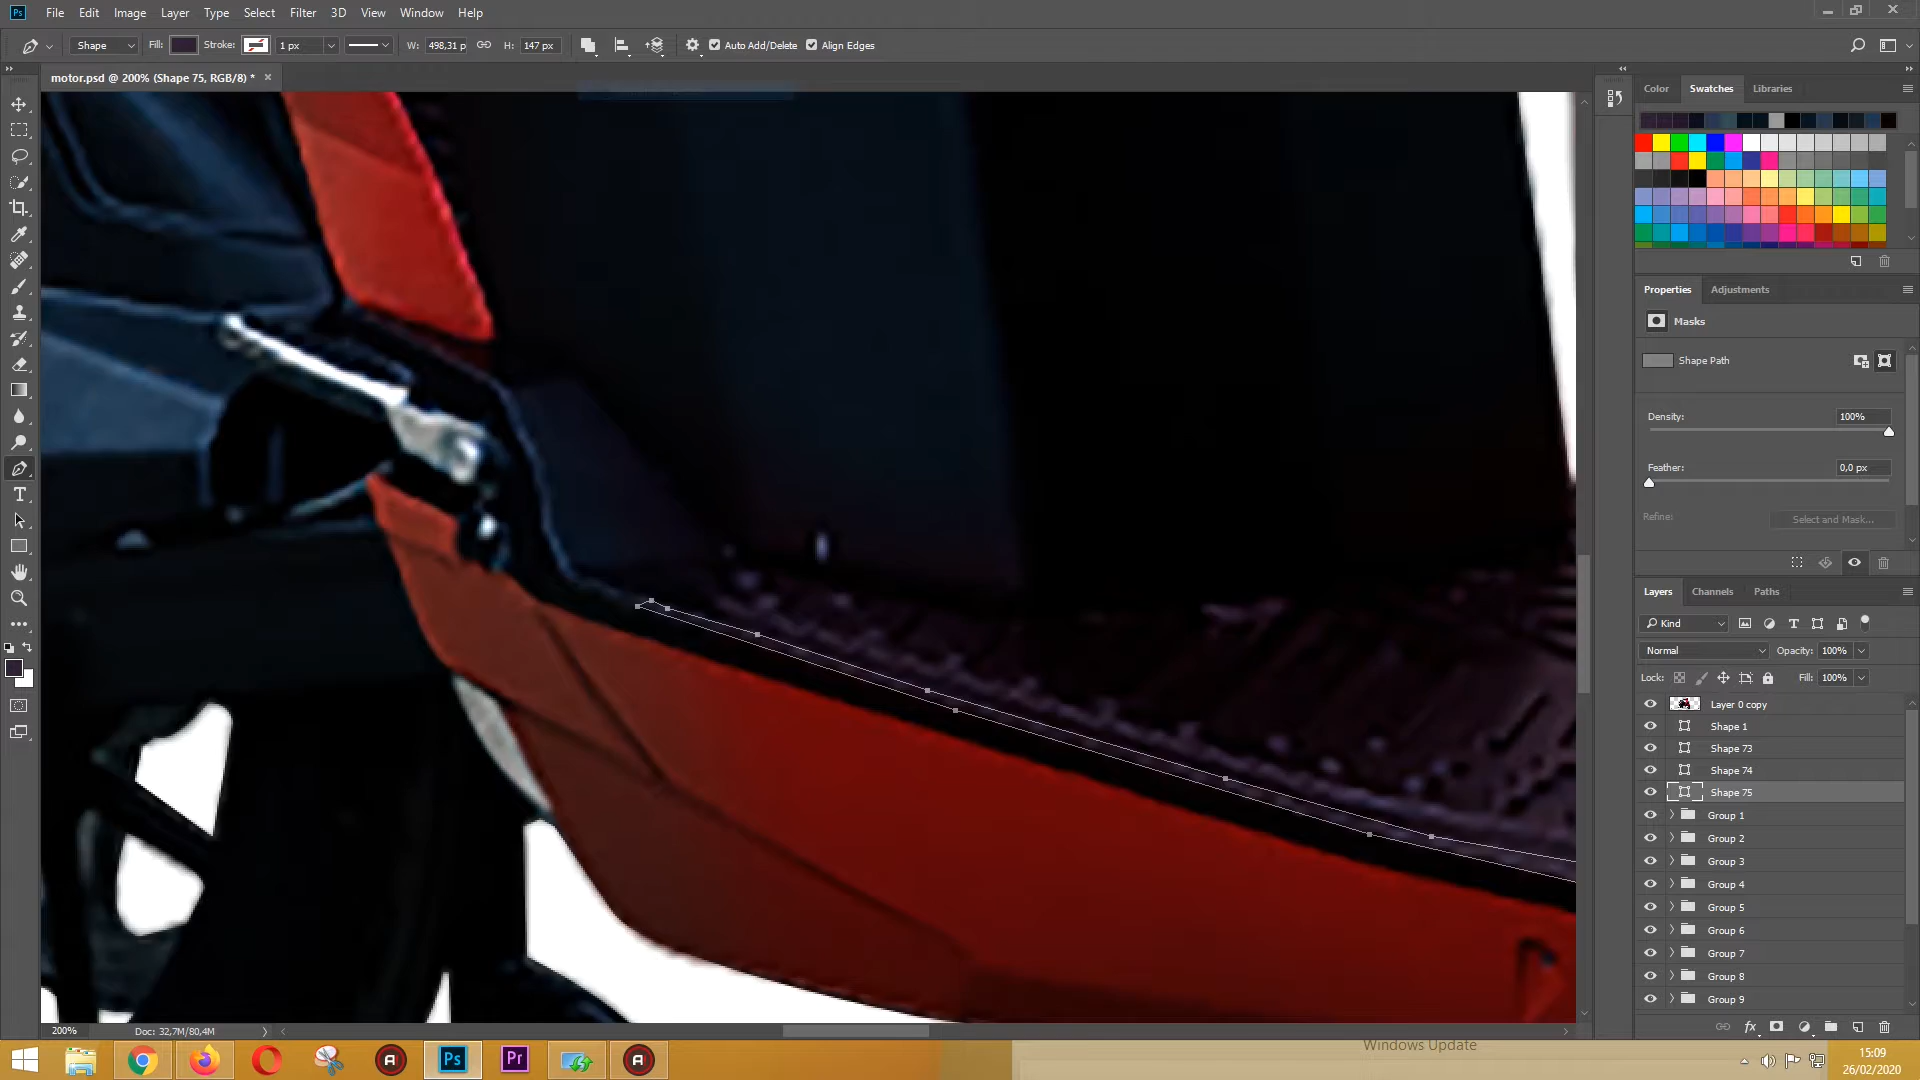 Ps File Edit Image Layer Type Select Filter 3D View Window Help
Shape Fill: Stroke: 1 px W: 498,31 p H: 147 px Auto Add/Delete Align Edges
motor.psd @ 200% (Shape 75, RGB/8) *
Color Swatches Libraries
Properties Adjustments
Masks
Shape Path
Density: 100%
Feather: 0,0 px
Refine: Select and Mask...
Layers Channels Paths
Kind
Normal Opacity: 100%
Lock: Fill: 100%
Layer 0 copy
Shape 1
Shape 73
Shape 74
Shape 75
Group 1
Group 2
Group 3
Group 4
Group 5
Group 6
Group 7
Group 8
Group 9
200% Doc: 32,7M/80,4M
fx
Windows Update
Ps Pr
15:09
26/02/2020